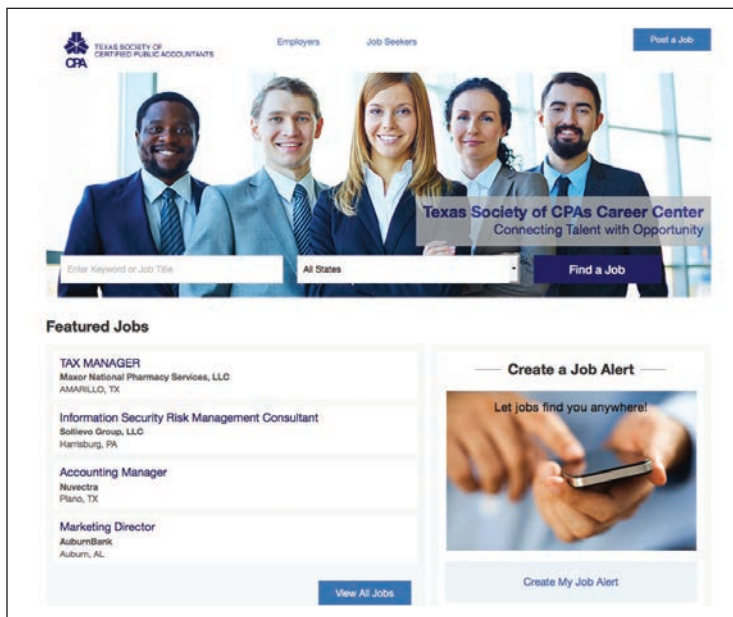 TEXAS SOCIETY OF
CERTIFIED PUBLIC ACCOUNTANTS
CPA
Employers
Job Seekers
Post a Job
Texas Society of CPAs Career Center
Connecting Talent with Opportunity
Enter Keyword or Job Title
All States
Find a Job
Featured Jobs
TAX MANAGER
Maxor National Pharmacy Services, LLC
AMARILLO, TX
Information Security Risk Management Consultant
Sollievo Group, LLC
Harrisburg, PA
Accounting Manager
Nuvectra
Plano, TX
Marketing Director
AuburnBank
Auburn, AL
View All Jobs
Create a Job Alert
Let jobs find you anywhere!
Create My Job Alert